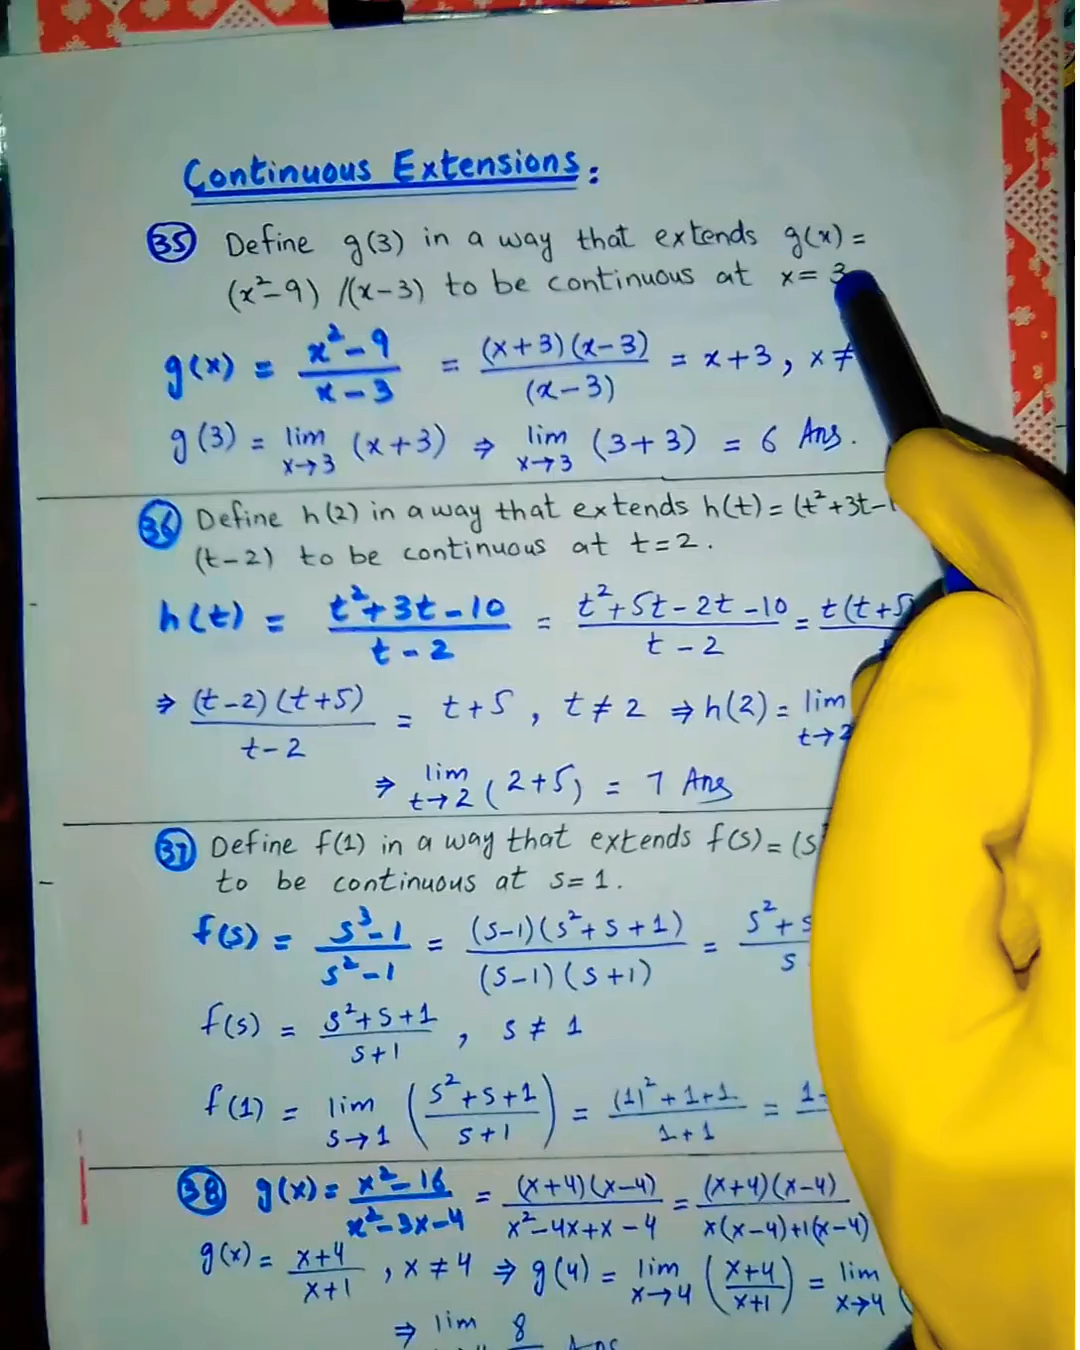 Continuous Extensions:
35 Define g(3) in a way that extends g(x) =
(x²-9) /(x-3) to be continuous at x= 3
g(x) = x²-9 / x-3 = (x+3)(x-3) / (x-3) = x+3, x≠
g(3) = lim x→3 (x+3) ⇒ lim x→3 (3+3) = 6 Ans.
36 Define h(2) in a way that extends h(t) = (t²+3t-
(t-2) to be continuous at t=2.
h(t) = t²+3t-10 / t-2 = t²+5t-2t-10 / t-2 = t(t+5
⇒ (t-2)(t+5) / t-2 = t+5, t≠2 ⇒ h(2) = lim t→2
⇒ lim t→2 (2+5) = 7 Ans
37 Define f(1) in a way that extends f(s) = (s
to be continuous at s=1.
f(s) = s³-1 / s²-1 = (s-1)(s²+s+1) / (s-1)(s+1) = s²+s / s
f(s) = s²+s+1 / s+1, s≠1
f(1) = lim s→1 (s²+s+1 / s+1) = (1)²+1+1 / 1+1 = 1
38 g(x) = x²-16 / x²-3x-4 = (x+4)(x-4) / x²-4x+x-4 = (x+4)(x-4) / x(x-4)+1(x-4)
g(x) = x+4 / x+1, x≠4 ⇒ g(4) = lim x→4 (x+4 / x+1) = lim x→4 (
⇒ lim 8 Ans